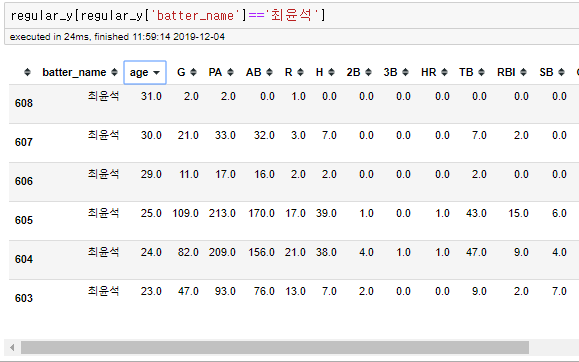 regular_y[regular_y['batter_name']=='최윤석']
executed in 24ms, finished 11:59:14 2019-12-04
batter_name age G PA AB R H 2B 3B HR TB RBI SB
608 최윤석 31.0 2.0 2.0 0.0 1.0 0.0 0.0 0.0 0.0 0.0 0.0 0.0
607 최윤석 30.0 21.0 33.0 32.0 3.0 7.0 0.0 0.0 0.0 7.0 2.0 0.0
606 최윤석 29.0 11.0 17.0 16.0 2.0 2.0 0.0 0.0 0.0 2.0 0.0 0.0
605 최윤석 25.0 109.0 213.0 170.0 17.0 39.0 1.0 0.0 1.0 43.0 15.0 6.0
604 최윤석 24.0 82.0 209.0 156.0 21.0 38.0 4.0 1.0 1.0 47.0 9.0 4.0
603 최윤석 23.0 47.0 93.0 76.0 13.0 7.0 2.0 0.0 0.0 9.0 2.0 7.0